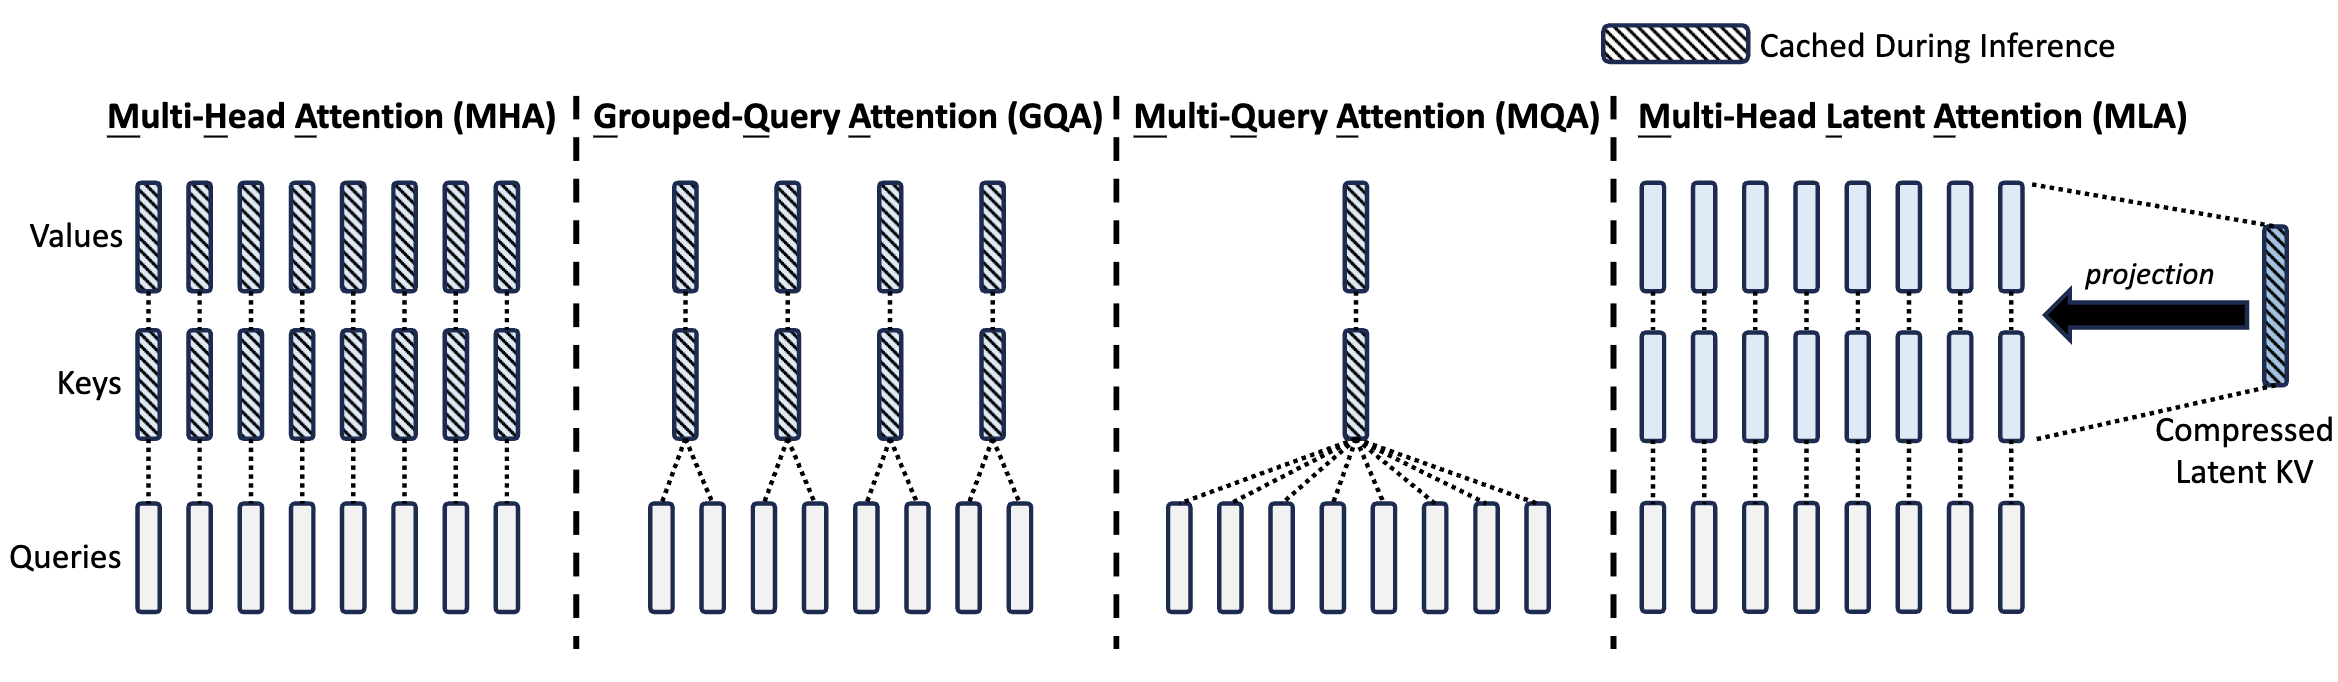 Cached During Inference
Multi-Head Attention (MHA)
Grouped-Query Attention (GQA)
Multi-Query Attention (MQA)
Multi-Head Latent Attention (MLA)
Values
Keys
Queries
projection
Compressed
Latent KV